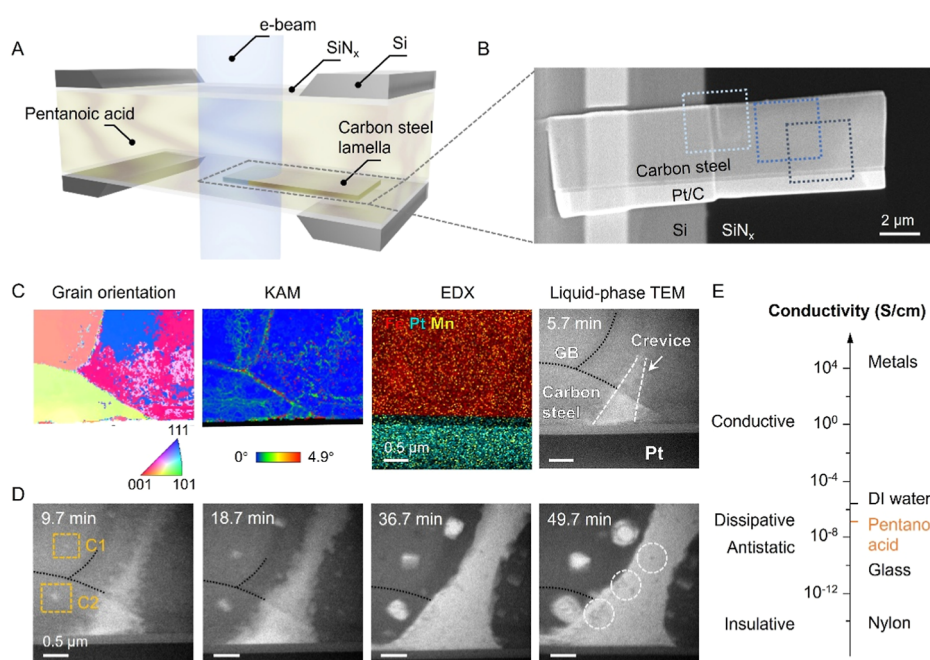 A
e-beam
SiNx
Si
Pentanoic acid
Carbon steel
lamella
B
Carbon steel
Pt/C
Si
SiNx
2 μm
C
Grain orientation
KAM
EDX
Liquid-phase TEM
111
001
101
0°
4.9°
Fe Pt Mn
0.5 μm
5.7 min
GB
Crevice
Carbon
steel
Pt
D
9.7 min
C1
C2
0.5 μm
18.7 min
36.7 min
49.7 min
E
Conductivity (S/cm)
10⁴
Metals
Conductive
10⁰
10⁻⁴
DI water
Dissipative
Pentano
acid
10⁻⁸
Antistatic
Glass
10⁻¹²
Insulative
Nylon